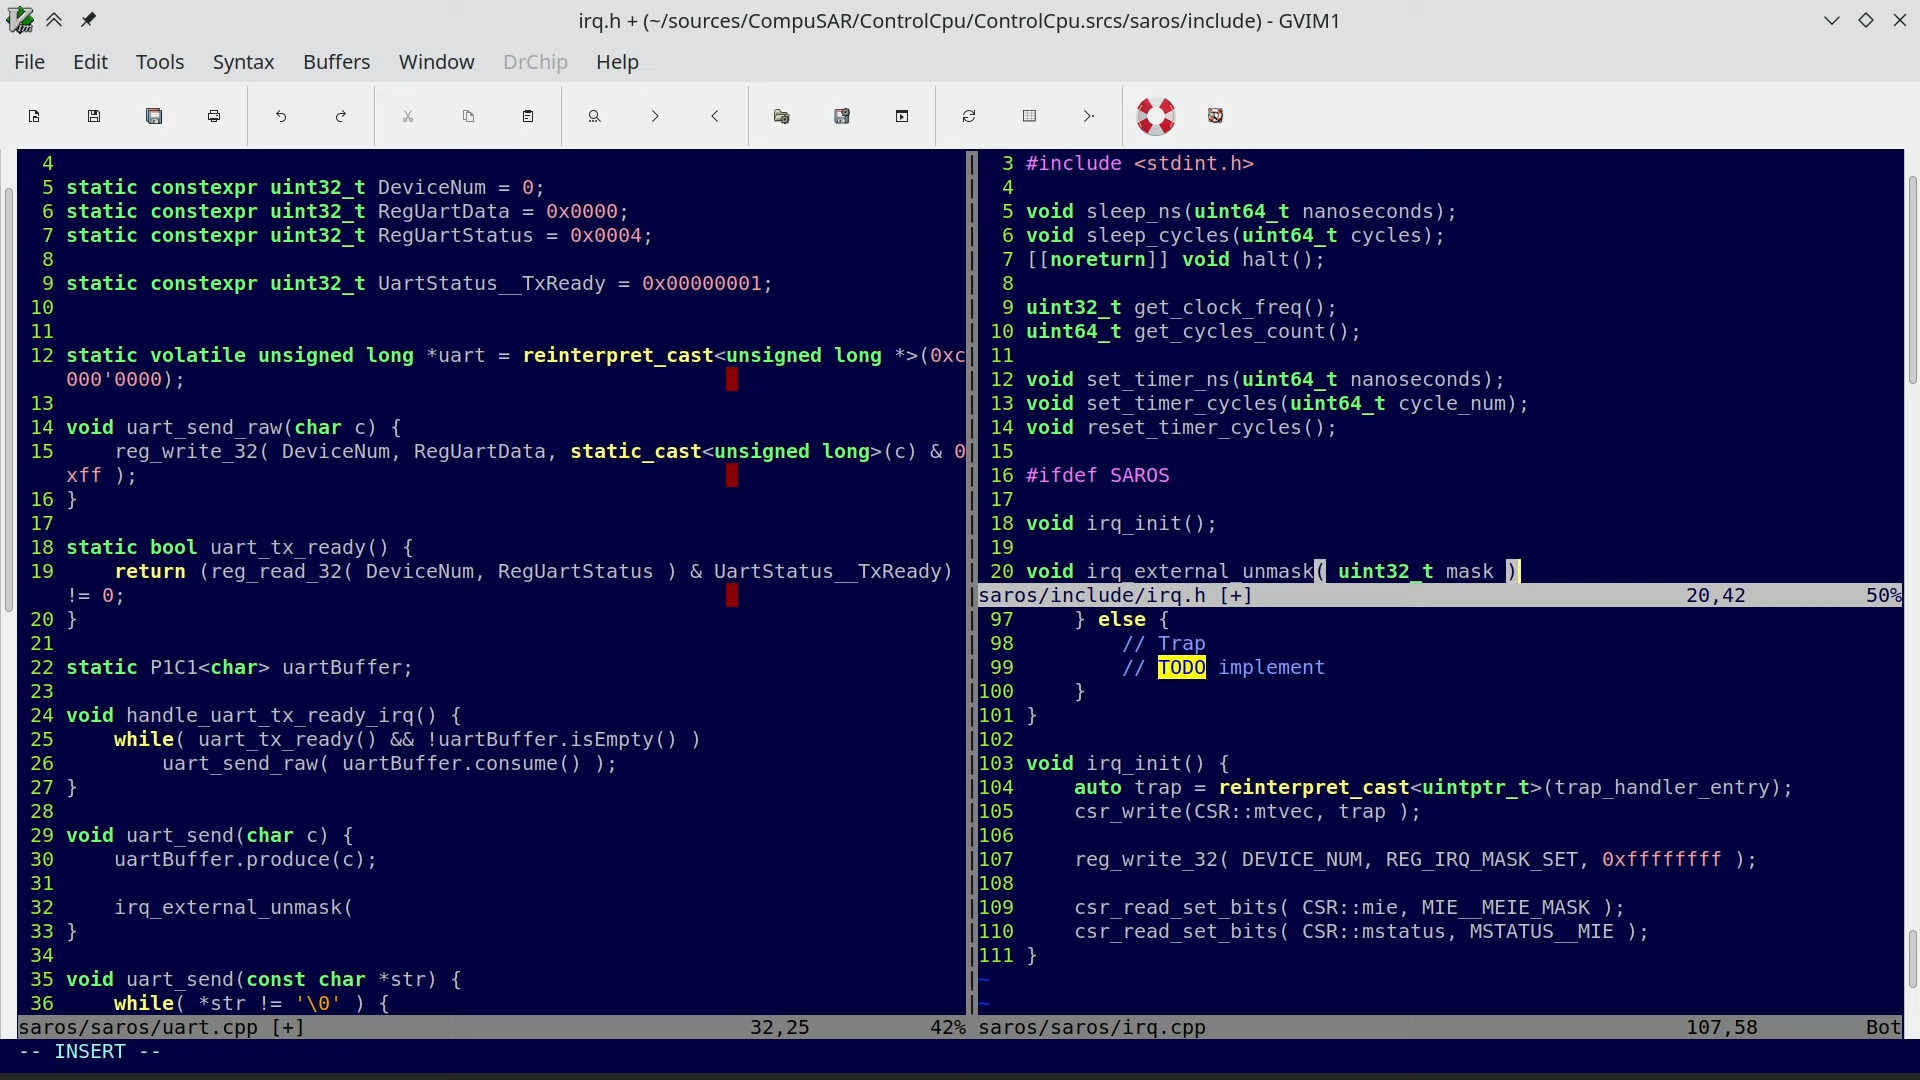 irq.h + (~/sources/CompuSAR/ControlCpu/ControlCpu.srcs/saros/include) - GVIM1
File Edit Tools Syntax Buffers Window DrChip Help
4
5 static constexpr uint32_t DeviceNum = 0;
6 static constexpr uint32_t RegUartData = 0x0000;
7 static constexpr uint32_t RegUartStatus = 0x0004;
8
9 static constexpr uint32_t UartStatus__TxReady = 0x00000001;
10
11
12 static volatile unsigned long *uart = reinterpret_cast<unsigned long *>(0xc
000'0000);
13
14 void uart_send_raw(char c) {
15     reg_write_32( DeviceNum, RegUartData, static_cast<unsigned long>(c) & 0
xff );
16 }
17
18 static bool uart_tx_ready() {
19     return (reg_read_32( DeviceNum, RegUartStatus ) & UartStatus__TxReady)
!= 0;
20 }
21
22 static P1C1<char> uartBuffer;
23
24 void handle_uart_tx_ready_irq() {
25     while( uart_tx_ready() && !uartBuffer.isEmpty() )
26         uart_send_raw( uartBuffer.consume() );
27 }
28
29 void uart_send(char c) {
30     uartBuffer.produce(c);
31
32     irq_external_unmask(
33 }
34
35 void uart_send(const char *str) {
36     while( *str != '\0' ) {
saros/saros/uart.cpp [+] 32,25 42%
3 #include <stdint.h>
4
5 void sleep_ns(uint64_t nanoseconds);
6 void sleep_cycles(uint64_t cycles);
7 [[noreturn]] void halt();
8
9 uint32_t get_clock_freq();
10 uint64_t get_cycles_count();
11
12 void set_timer_ns(uint64_t nanoseconds);
13 void set_timer_cycles(uint64_t cycle_num);
14 void reset_timer_cycles();
15
16 #ifdef SAROS
17
18 void irq_init();
19
20 void irq_external_unmask( uint32_t mask )
saros/include/irq.h [+] 20,42 50%
97     } else {
98         // Trap
99         // TODO implement
100     }
101 }
102
103 void irq_init() {
104     auto trap = reinterpret_cast<uintptr_t>(trap_handler_entry);
105     csr_write(CSR::mtvec, trap );
106
107     reg_write_32( DEVICE_NUM, REG_IRQ_MASK_SET, 0xffffffff );
108
109     csr_read_set_bits( CSR::mie, MIE__MEIE_MASK );
110     csr_read_set_bits( CSR::mstatus, MSTATUS__MIE );
111 }
~
~
saros/saros/irq.cpp 107,58 Bot
-- INSERT --